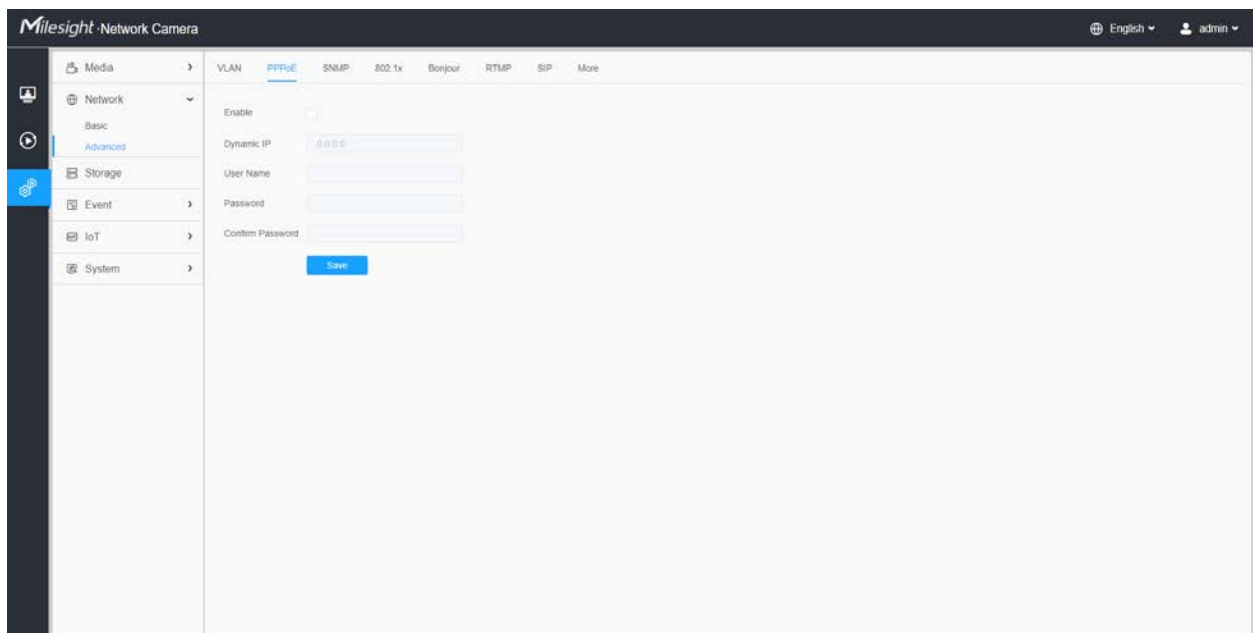 Milesight · Network Camera
English
admin
Media
Network
Basic
Advanced
Storage
Event
IoT
System
VLAN PPPoE SNMP 802.1x Bonjour RTMP SIP More
Enable
Dynamic IP 0.0.0.0
User Name
Password
Confirm Password
Save